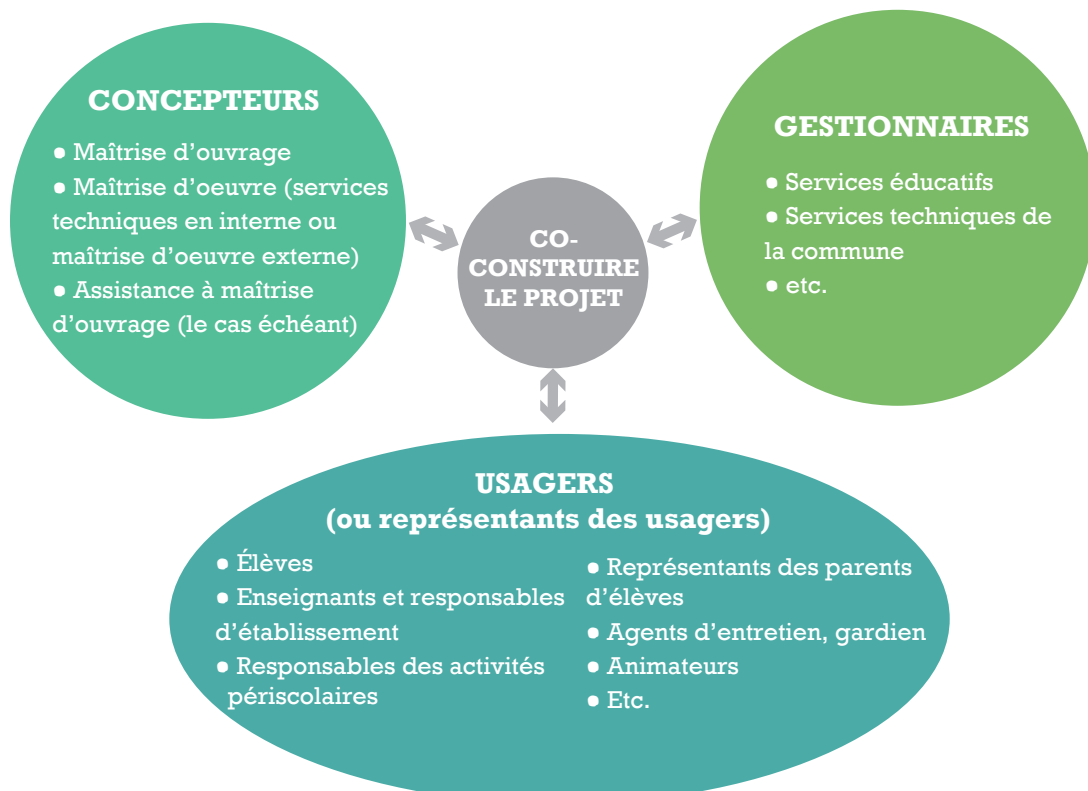 CONCEPTEURS
● Maîtrise d’ouvrage
● Maîtrise d’oeuvre (services
techniques en interne ou
maîtrise d’oeuvre externe)
● Assistance à maîtrise
d’ouvrage (le cas échéant)
CO-
CONSTRUIRE
LE PROJET
GESTIONNAIRES
● Services éducatifs
● Services techniques de
la commune
● etc.
USAGERS
(ou représentants des usagers)
● Élèves
● Enseignants et responsables
d’établissement
● Responsables des activités
périscolaires
● Représentants des parents
d’élèves
● Agents d’entretien, gardien
● Animateurs
● Etc.